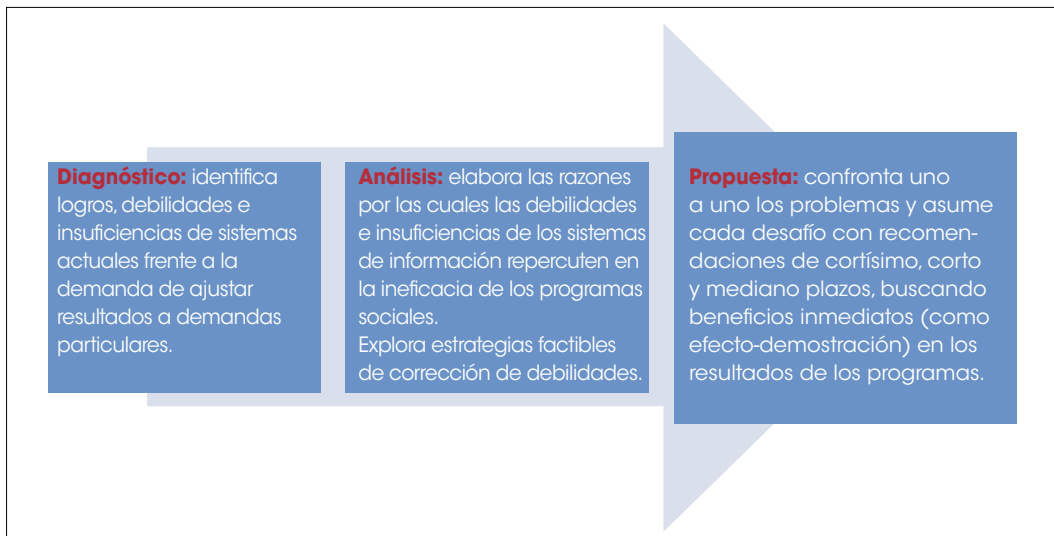 Diagnóstico: identifica
logros, debilidades e
insuficiencias de sistemas
actuales frente a la
demanda de ajustar
resultados a demandas
particulares.
Análisis: elabora las razones
por las cuales las debilidades
e insuficiencias de los sistemas
de información repercuten en
la ineficacia de los programas
sociales.
Explora estrategias factibles
de corrección de debilidades.
Propuesta: confronta uno
a uno los problemas y asume
cada desafío con recomen-
daciones de cortísimo, corto
y mediano plazos, buscando
beneficios inmediatos (como
efecto-demostración) en los
resultados de los programas.